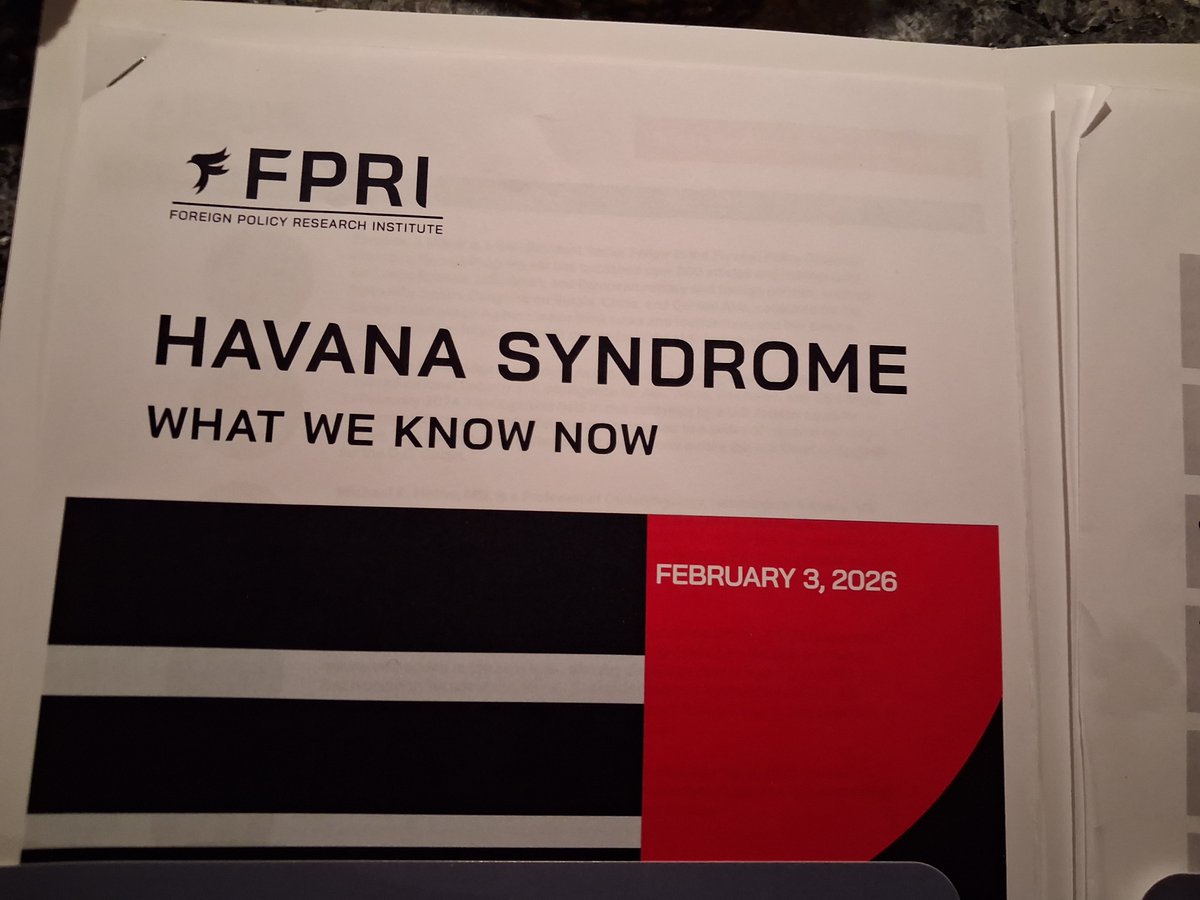 FPRI
FOREIGN POLICY RESEARCH INSTITUTE
HAVANA SYNDROME
WHAT WE KNOW NOW
FEBRUARY 3, 2026